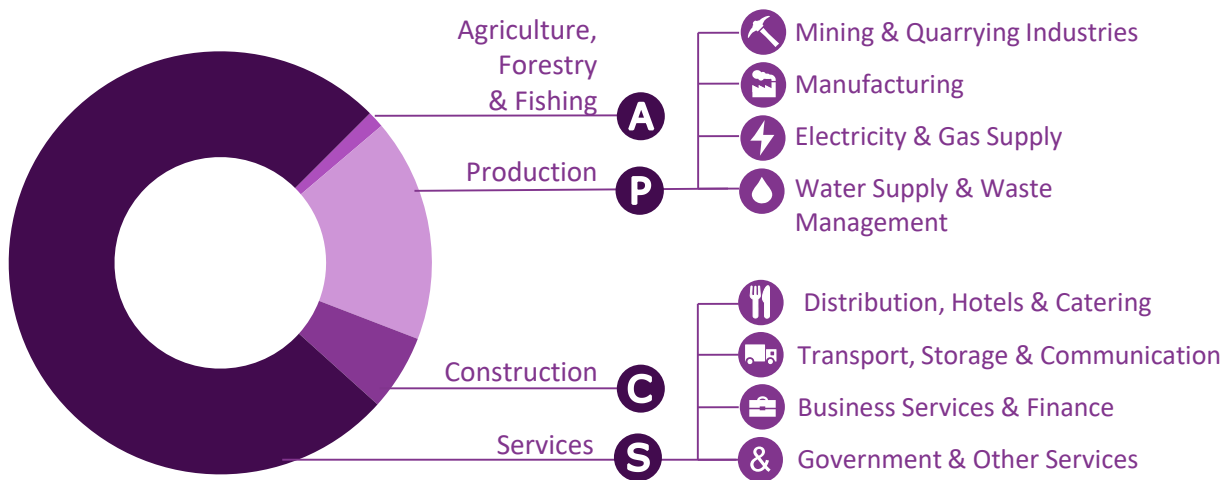 Agriculture,
Forestry
& Fishing
A
Production
P
Mining & Quarrying Industries
Manufacturing
Electricity & Gas Supply
Water Supply & Waste
Management
Construction
C
Services
S
Distribution, Hotels & Catering
Transport, Storage & Communication
Business Services & Finance
& Government & Other Services